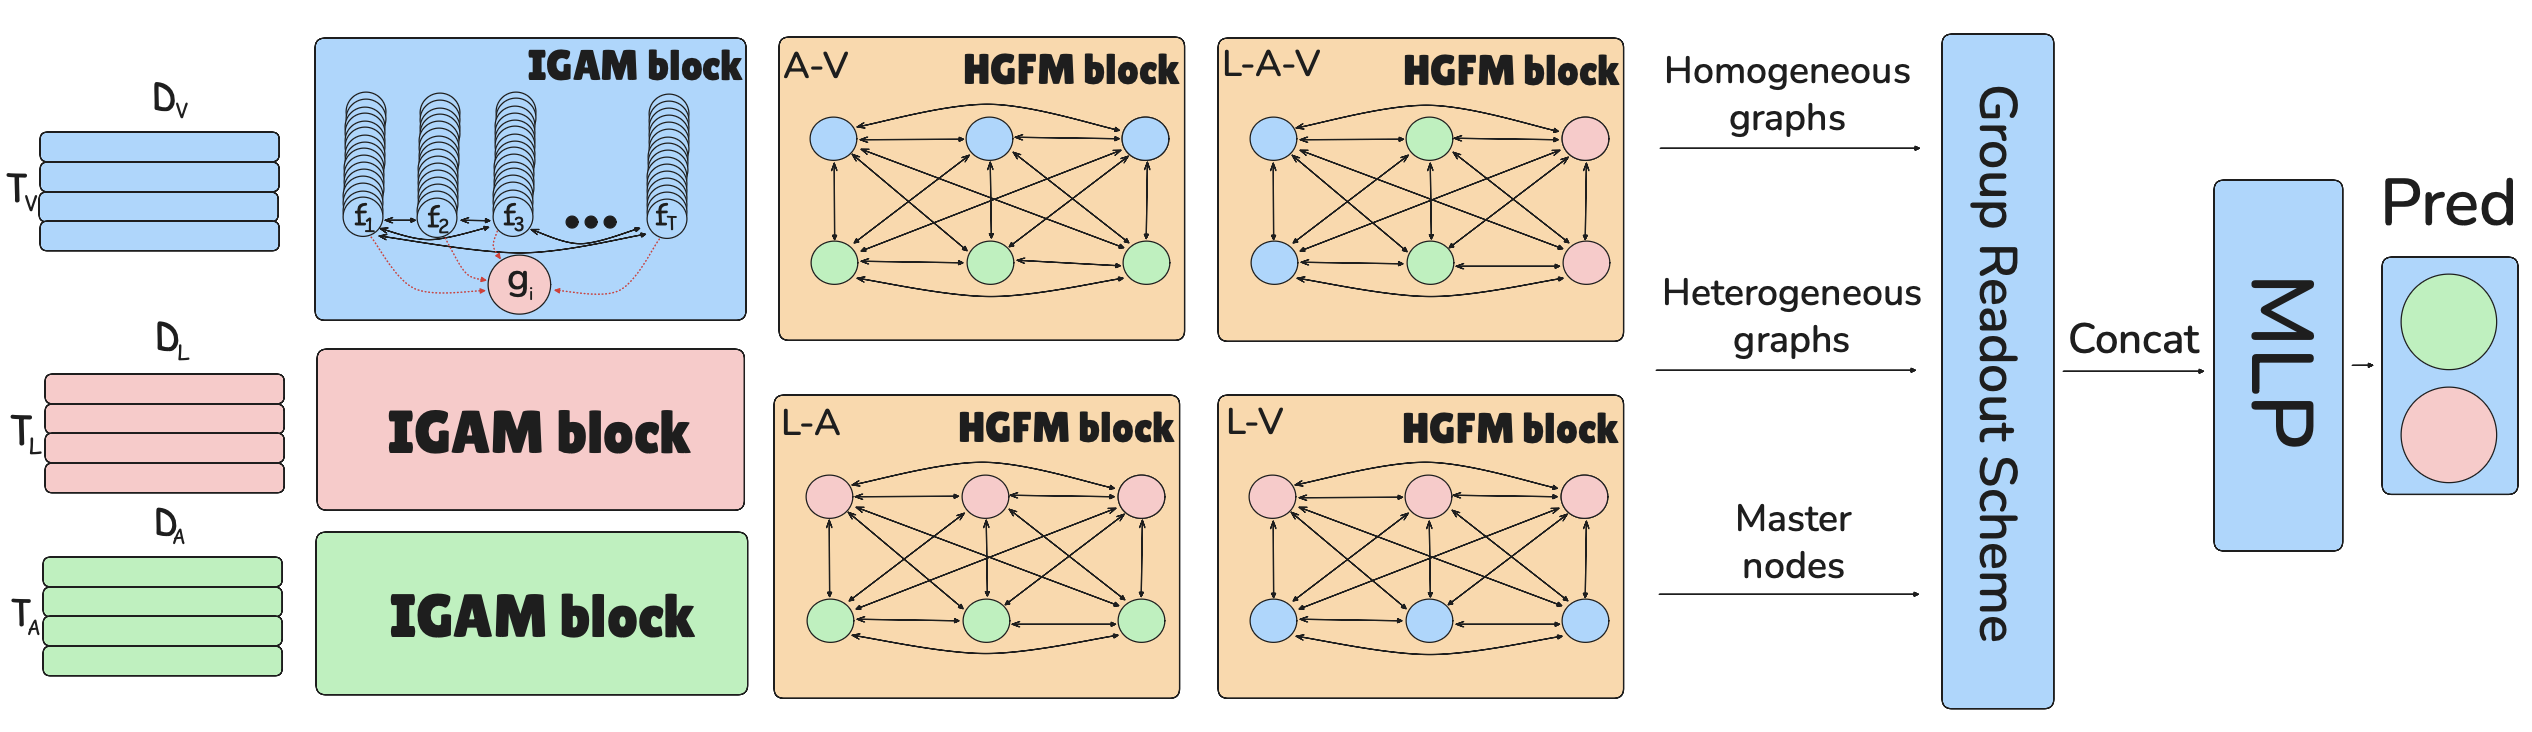 D_V
T_V
D_L
T_L
D_A
T_A
IGAM block
f_1
f_2
f_3
f_T
g_i
IGAM block
IGAM block
A-V
HGFM block
L-A-V
HGFM block
L-A
HGFM block
L-V
HGFM block
Homogeneous
graphs
Heterogeneous
graphs
Master
nodes
Group Readout Scheme
Concat
MLP
Pred